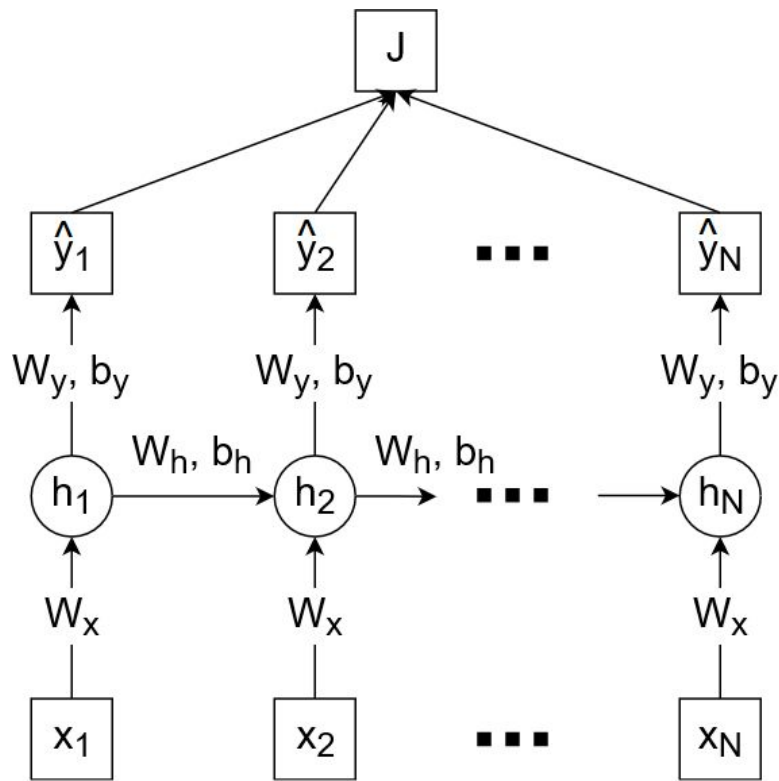 J
ŷ1 ŷ2 ... ŷN
Wy, by Wy, by Wy, by
Wh, bh Wh, bh
h1 h2 ... hN
Wx Wx Wx
x1 x2 ... xN